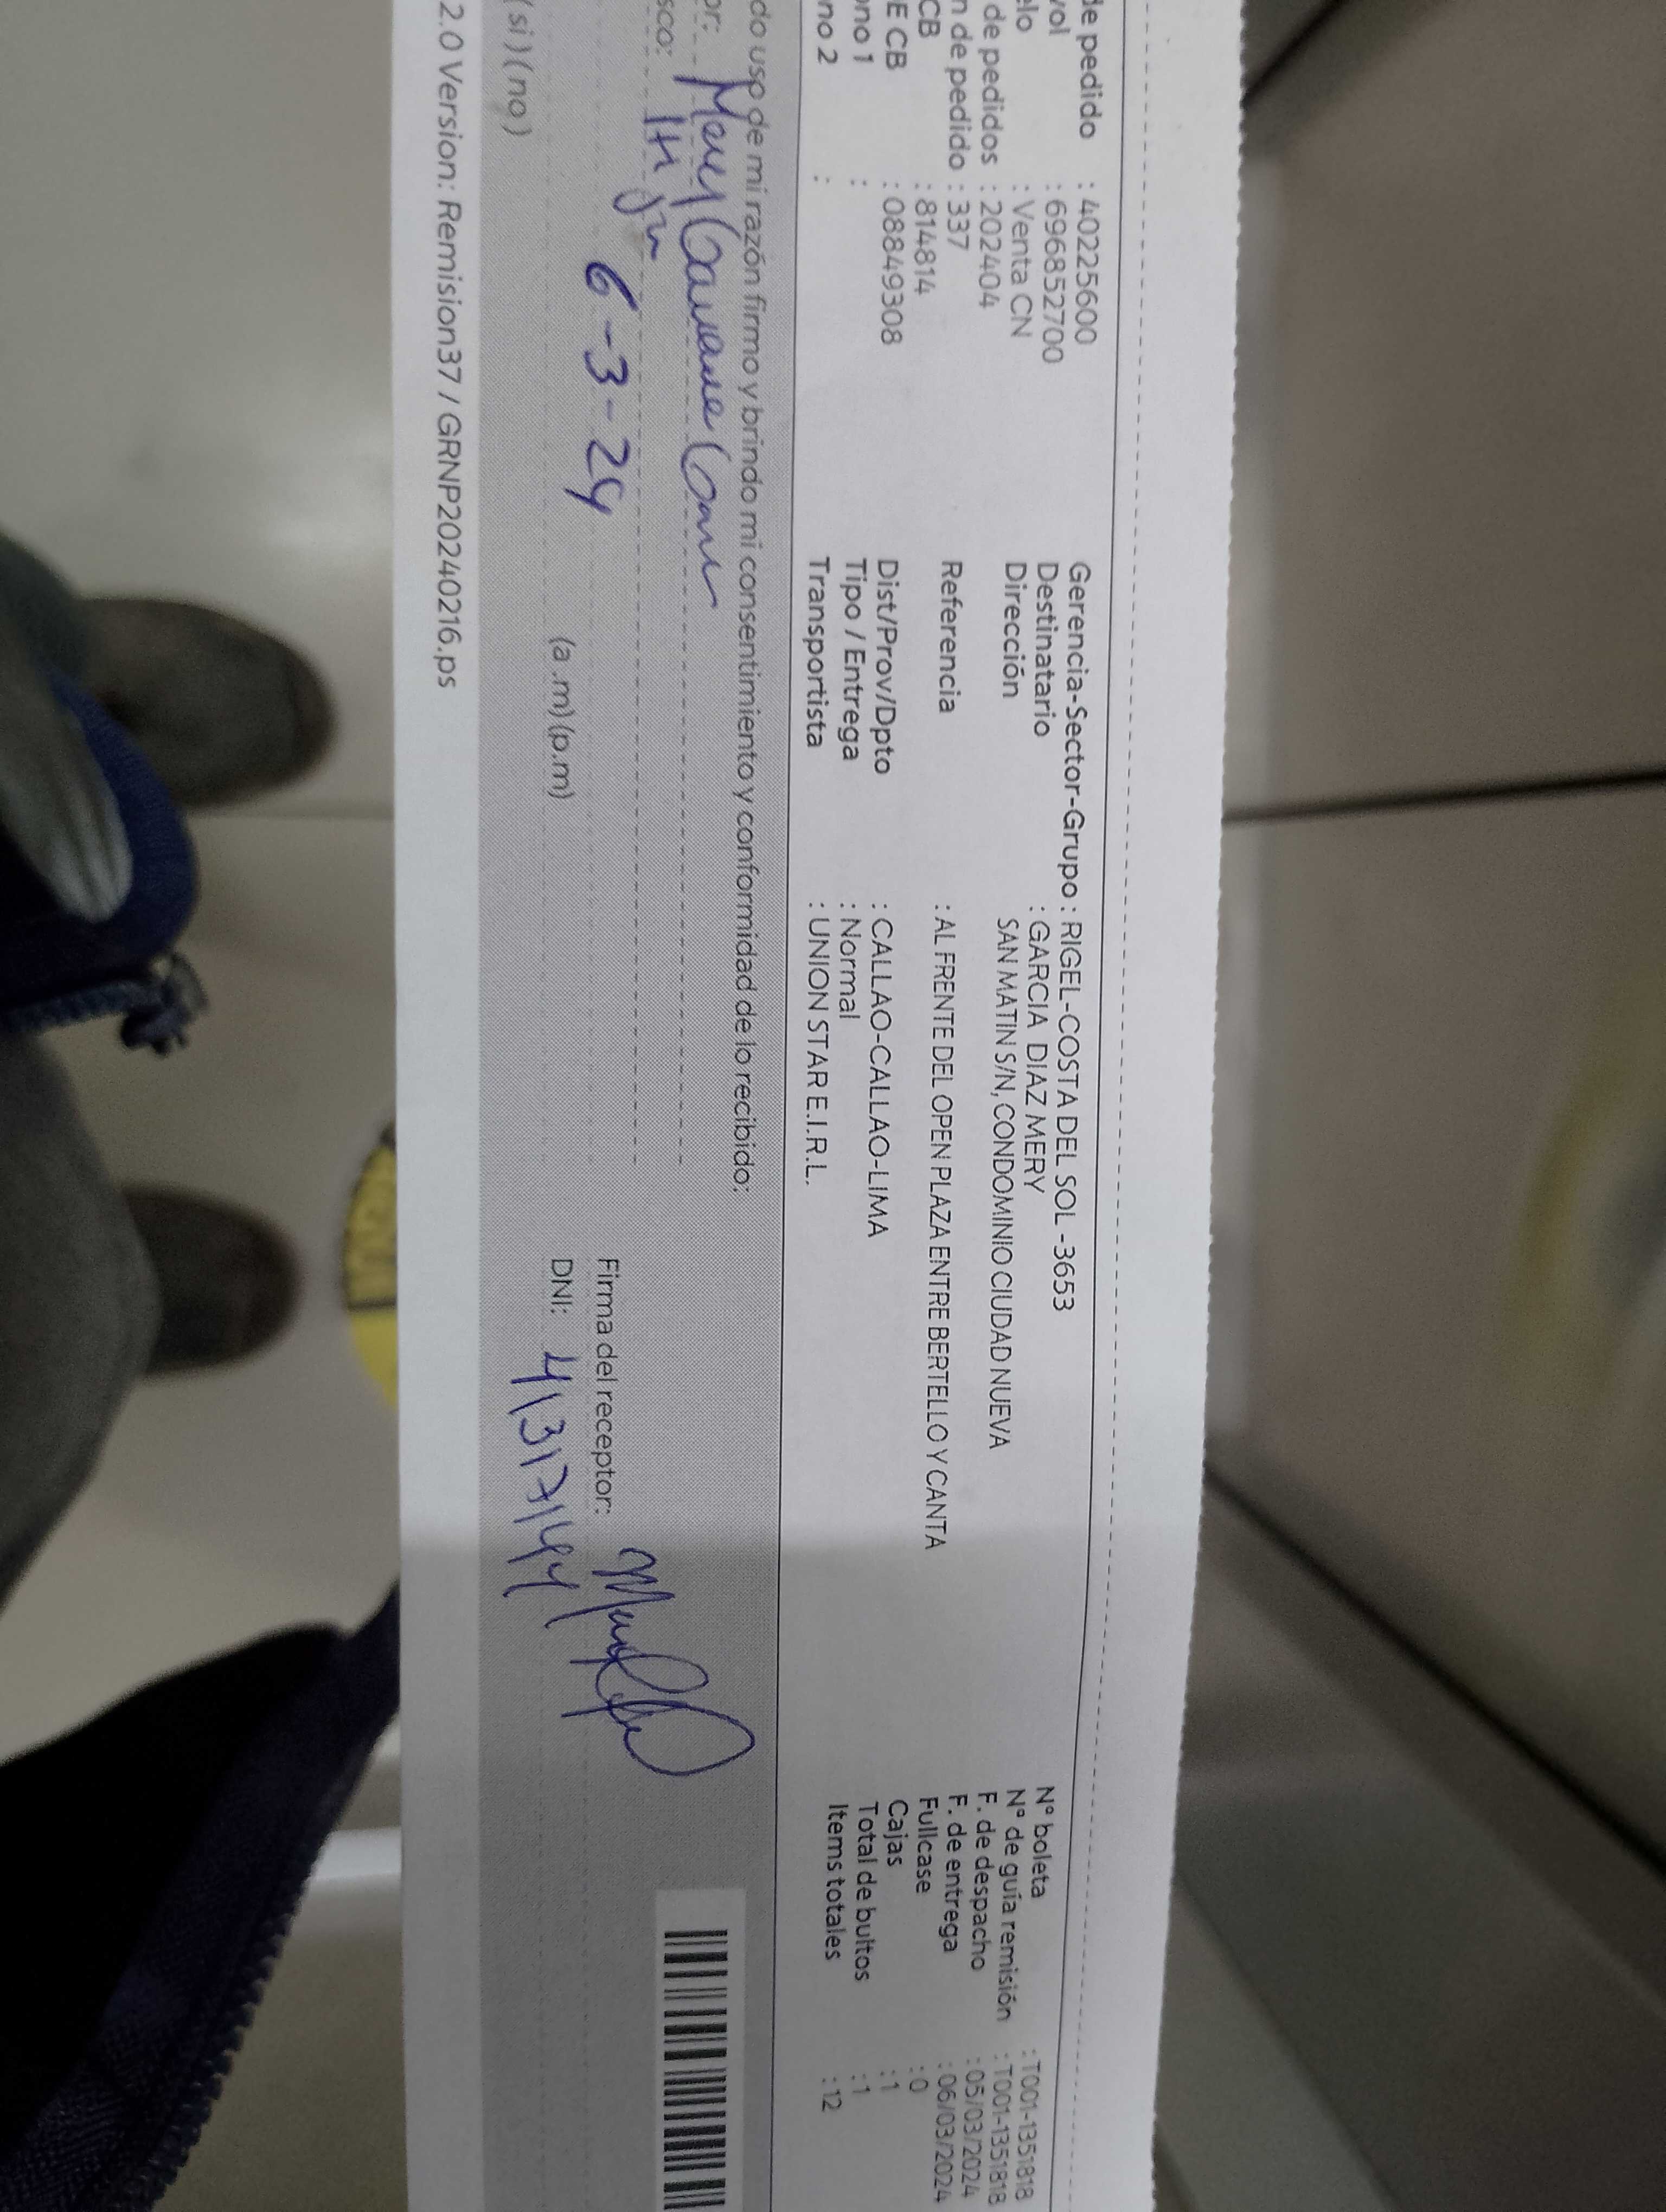 de pedido : 40225600
vol : 696852700
elo : Venta CN
de pedidos : 202404
n de pedido : 337
CB : 814814
E CB : 08849308
ono 1 :
no 2 :
Gerencia-Sector-Grupo : RIGEL-COSTA DEL SOL -3653
Destinatario : GARCIA DIAZ MERY
Dirección SAN MATIN S/N, CONDOMINIO CIUDAD NUEVA
Referencia : AL FRENTE DEL OPEN PLAZA ENTRE BERTELLO Y CANTA
Dist/Prov/Dpto : CALLAO-CALLAO-LIMA
Tipo / Entrega : Normal
Transportista : UNION STAR E.I.R.L.
N° boleta : T001-1351818
N° de guía remisión : T001-1351818
F. de despacho : 05/03/2024
F. de entrega : 06/03/2024
Fullcase : 0
Cajas : 1
Total de bultos : 1
Items totales : 12
do uso de mi razón firmo y brindo mi consentimiento y conformidad de lo recibido:
or:
sco:
6-3-24
(a.m)(p.m)
(si)(no)
Firma del receptor:
DNI:
2.0 Version: Remision37 / GRNP20240216.ps